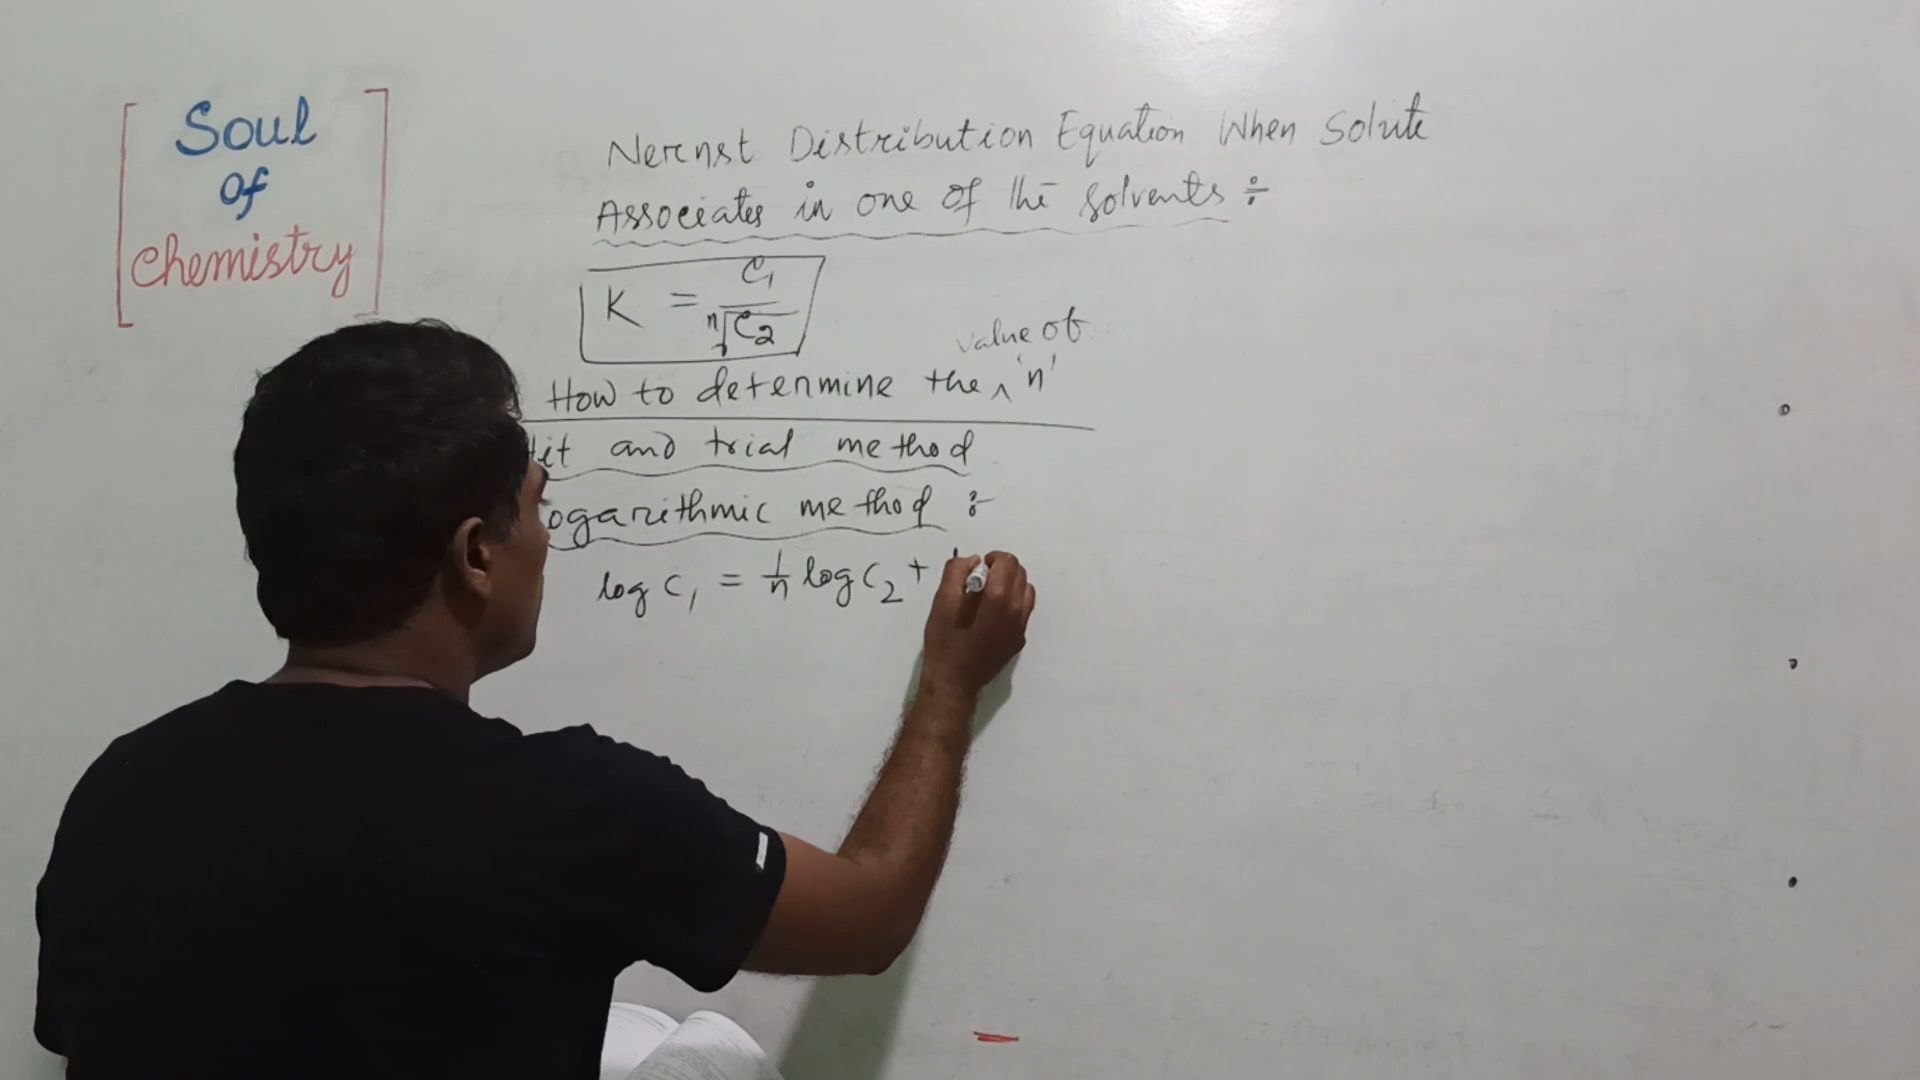 Soul
Of
Chemistry
Nernst Distribution Equation When Solute
Associates in one of the solvents ÷
K = C₁ / ⁿ√C₂
value of
How to determine the ^ 'n'
Hit and trial method
ogarithmic method ÷
log C₁ = 1/n log C₂ +